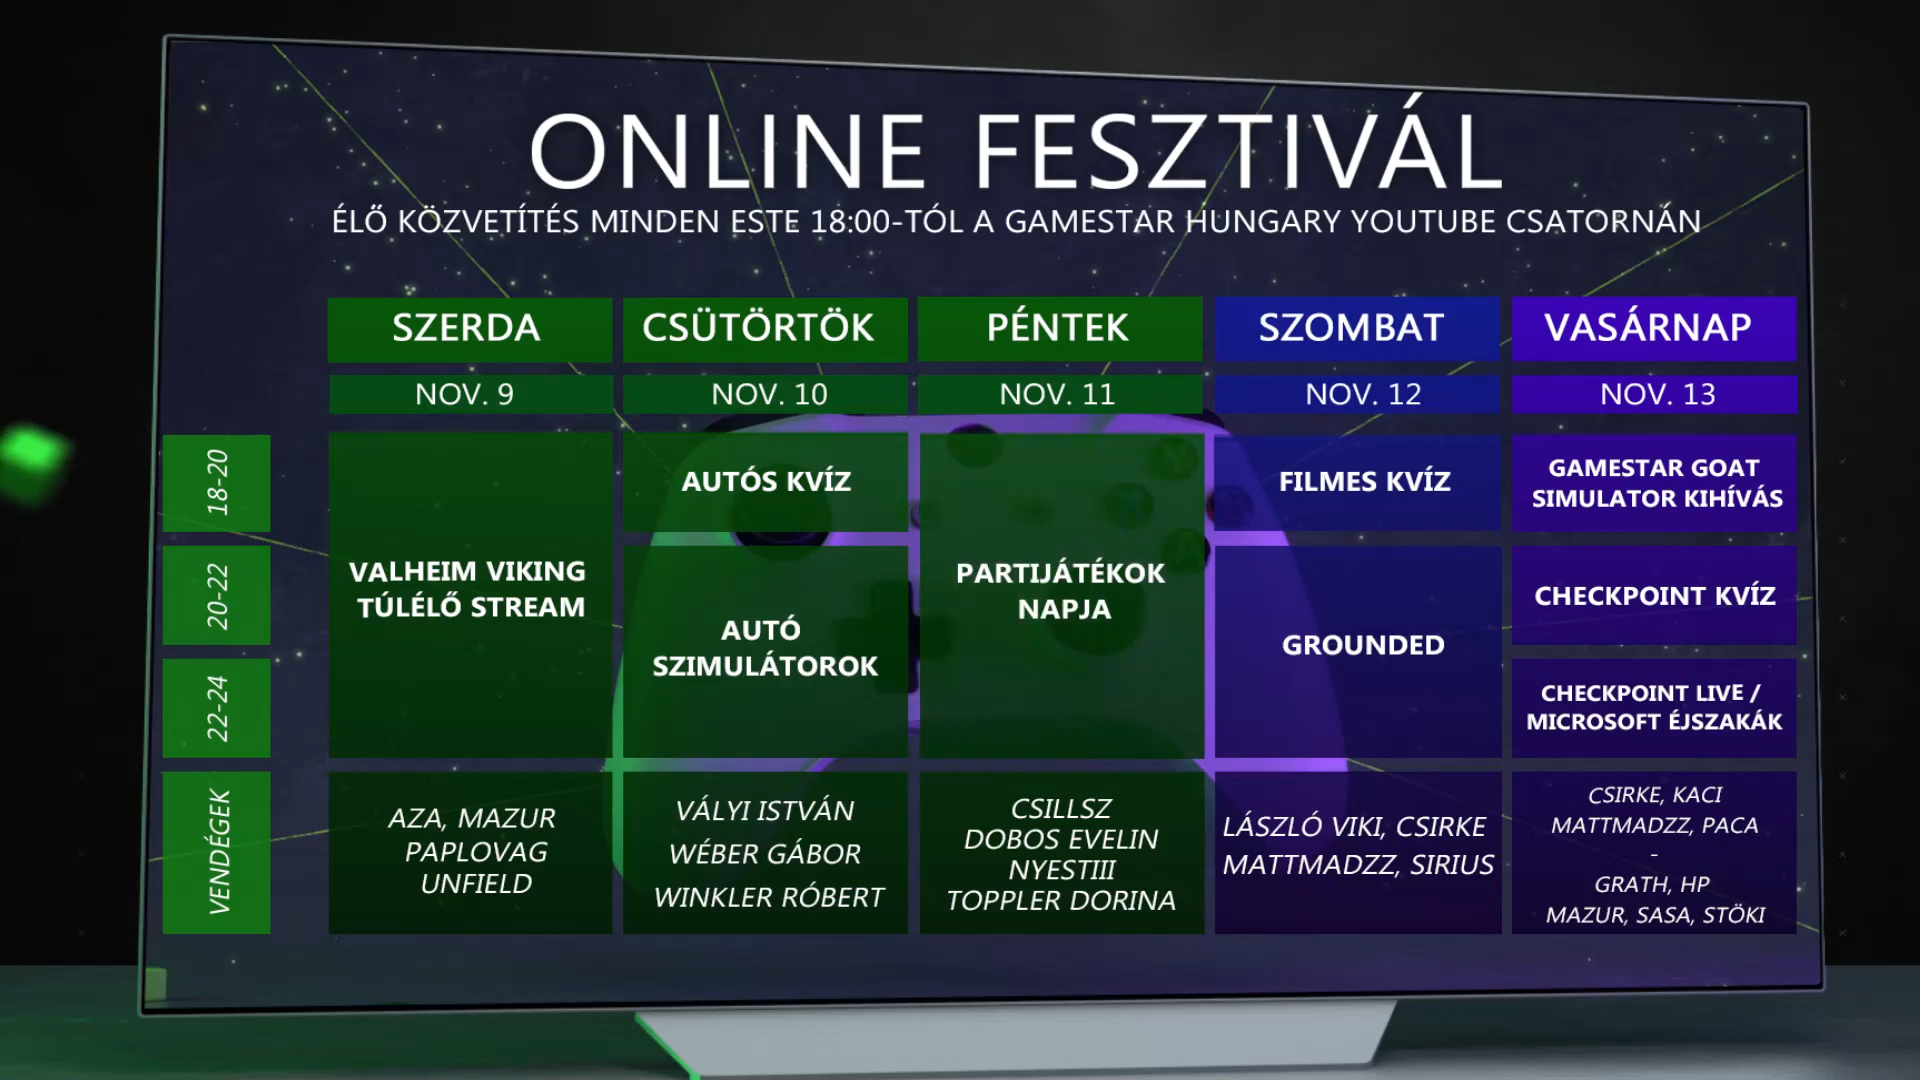 ONLINE FESZTIVÁL
ÉLŐ KÖZVETÍTÉS MINDEN ESTE 18:00-TÓL A GAMESTAR HUNGARY YOUTUBE CSATORNÁN
SZERDA
CSÜTÖRTÖK
PÉNTEK
SZOMBAT
VASÁRNAP
NOV. 9
NOV. 10
NOV. 11
NOV. 12
NOV. 13
18-20
20-22
22-24
VALHEIM VIKING
TÚLÉLŐ STREAM
AUTÓS KVÍZ
AUTÓ
SZIMULÁTOROK
PARTIJÁTÉKOK
NAPJA
FILMES KVÍZ
GROUNDED
GAMESTAR GOAT
SIMULATOR KIHÍVÁS
CHECKPOINT KVÍZ
CHECKPOINT LIVE /
MICROSOFT ÉJSZAKÁK
VENDÉGEK
AZA, MAZUR
PAPLOVAG
UNFIELD
VÁLYI ISTVÁN
WÉBER GÁBOR
WINKLER RÓBERT
CSILLSZ
DOBOS EVELIN
NYESTIII
TOPPLER DORINA
LÁSZLÓ VIKI, CSIRKE
MATTMADZZ, SIRIUS
CSIRKE, KACI
MATTMADZZ, PACA
-
GRATH, HP
MAZUR, SASA, STÖKI